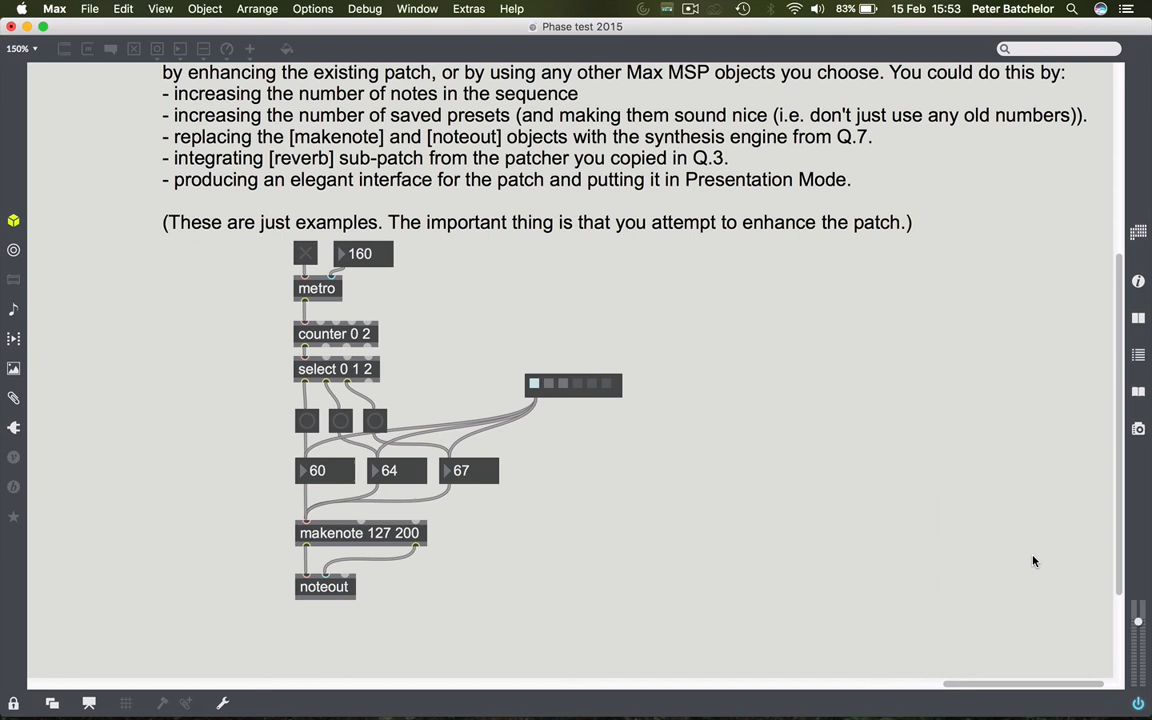 Max File Edit View Object Arrange Options Debug Window Extras Help 83% 15 Feb 15:53 Peter Batchelor
Phase test 2015
150%
by enhancing the existing patch, or by using any other Max MSP objects you choose. You could do this by:
- increasing the number of notes in the sequence
- increasing the number of saved presets (and making them sound nice (i.e. don't just use any old numbers)).
- replacing the [makenote] and [noteout] objects with the synthesis engine from Q.7.
- integrating [reverb] sub-patch from the patcher you copied in Q.3.
- producing an elegant interface for the patch and putting it in Presentation Mode.
(These are just examples. The important thing is that you attempt to enhance the patch.)
160
metro
counter 0 2
select 0 1 2
60 64 67
makenote 127 200
noteout